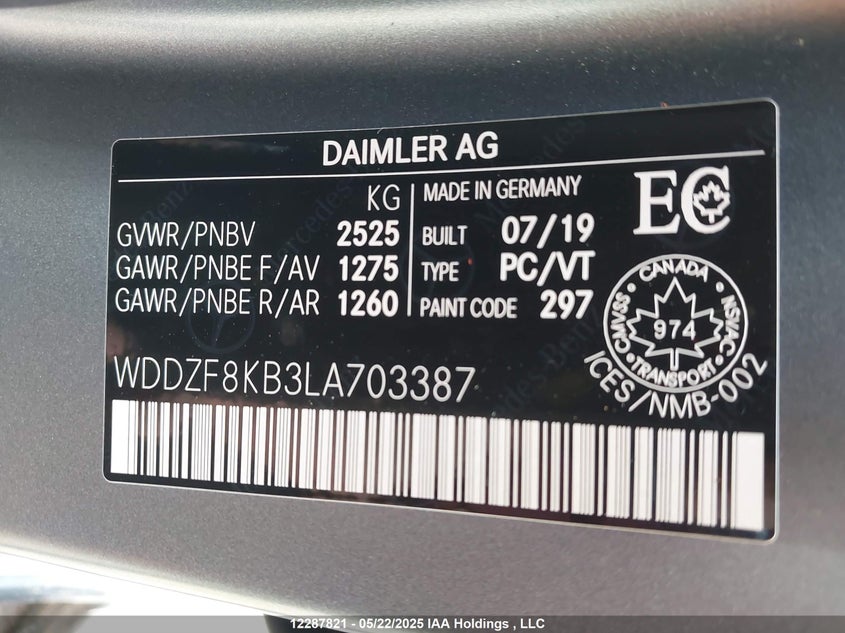 DAIMLER AG
KG
GVWR/PNBV 2525
GAWR/PNBE F/AV 1275
GAWR/PNBE R/AR 1260
MADE IN GERMANY
BUILT 07/19
TYPE PC/VT
PAINT CODE 297
EC
CANADA
CMVSS 974 NSVAC
TRANSPORT
ICES/NMB-002
WDDZF8KB3LA703387
12287821 - 05/22/2025 IAA Holdings , LLC